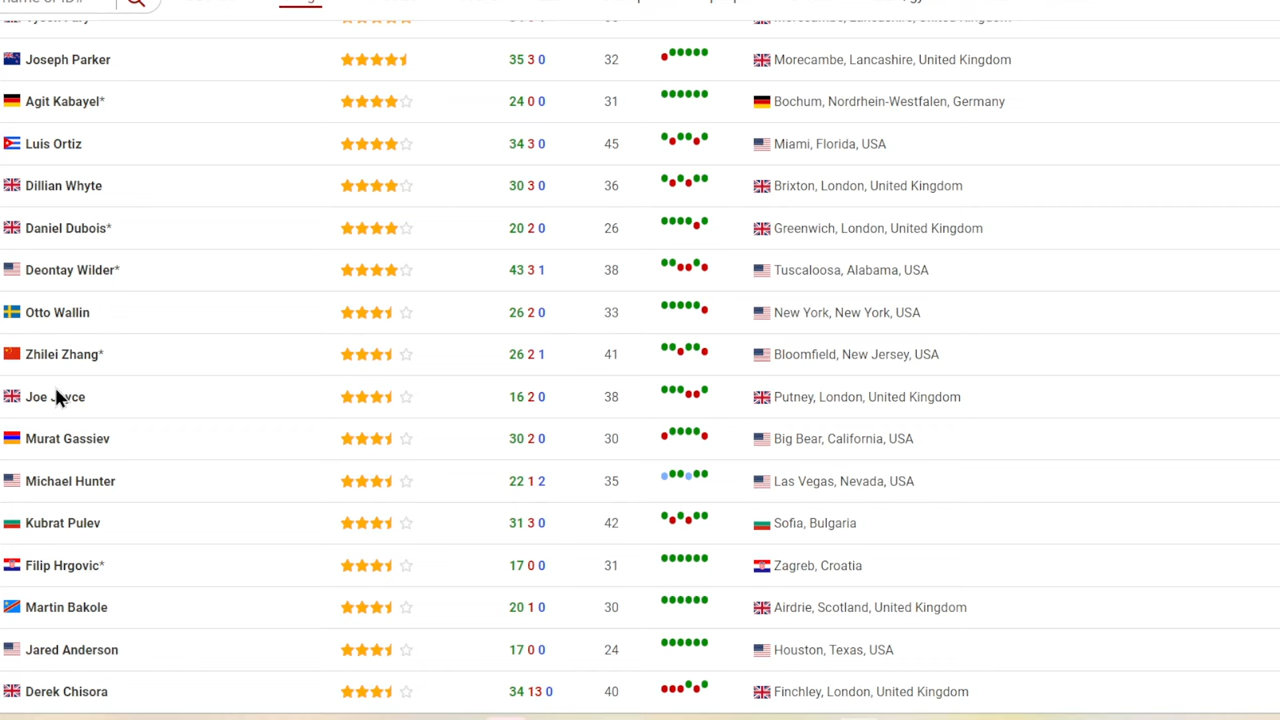 Joseph Parker 35 3 0 32 Morecambe, Lancashire, United Kingdom
Agit Kabayel* 24 0 0 31 Bochum, Nordrhein-Westfalen, Germany
Luis Ortiz 34 3 0 45 Miami, Florida, USA
Dillian Whyte 30 3 0 36 Brixton, London, United Kingdom
Daniel Dubois* 20 2 0 26 Greenwich, London, United Kingdom
Deontay Wilder* 43 3 1 38 Tuscaloosa, Alabama, USA
Otto Wallin 26 2 0 33 New York, New York, USA
Zhilei Zhang* 26 2 1 41 Bloomfield, New Jersey, USA
Joe Joyce 16 2 0 38 Putney, London, United Kingdom
Murat Gassiev 30 2 0 30 Big Bear, California, USA
Michael Hunter 22 1 2 35 Las Vegas, Nevada, USA
Kubrat Pulev 31 3 0 42 Sofia, Bulgaria
Filip Hrgovic* 17 0 0 31 Zagreb, Croatia
Martin Bakole 20 1 0 30 Airdrie, Scotland, United Kingdom
Jared Anderson 17 0 0 24 Houston, Texas, USA
Derek Chisora 34 13 0 40 Finchley, London, United Kingdom